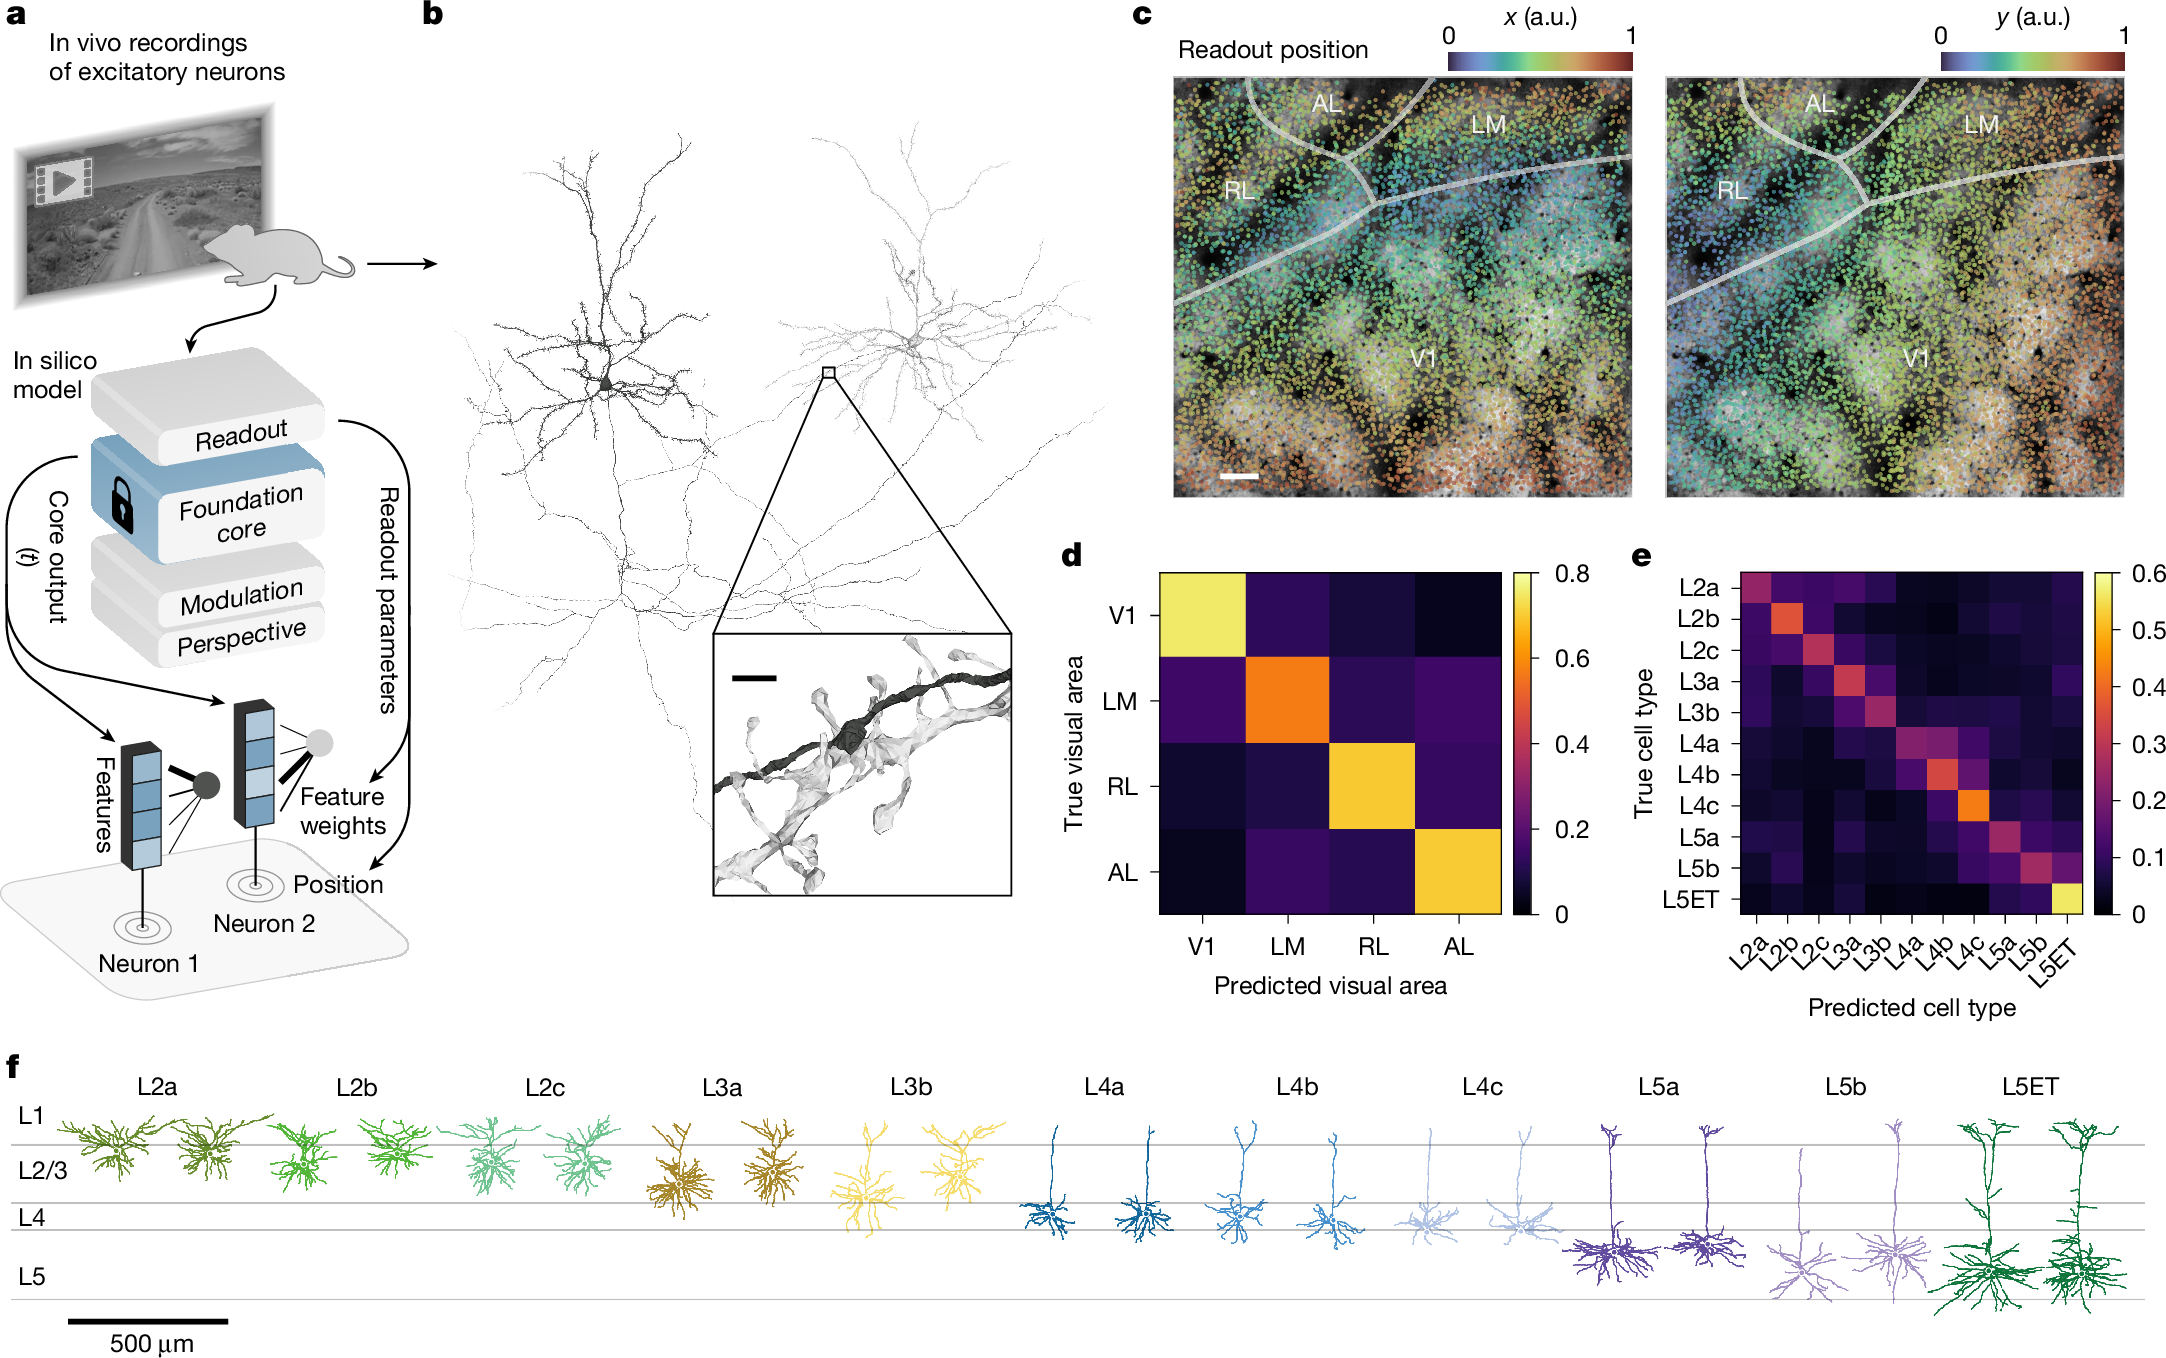 a
In vivo recordings
of excitatory neurons
In silico
model
Readout
Foundation
core
Modulation
Perspective
Core output
(t)
Readout parameters
Features
Feature
weights
Position
Neuron 2
Neuron 1
b
c
Readout position
x (a.u.)
0 1
y (a.u.)
0 1
AL
LM
RL
V1
AL
LM
RL
V1
d
True visual area
V1
LM
RL
AL
V1 LM RL AL
Predicted visual area
0.8
0.6
0.4
0.2
0
e
True cell type
L2a
L2b
L2c
L3a
L3b
L4a
L4b
L4c
L5a
L5b
L5ET
L2a L2b L2c L3a L3b L4a L4b L4c L5a L5b L5ET
Predicted cell type
0.6
0.5
0.4
0.3
0.2
0.1
0
f
L2a L2b L2c L3a L3b L4a L4b L4c L5a L5b L5ET
L1
L2/3
L4
L5
500 µm